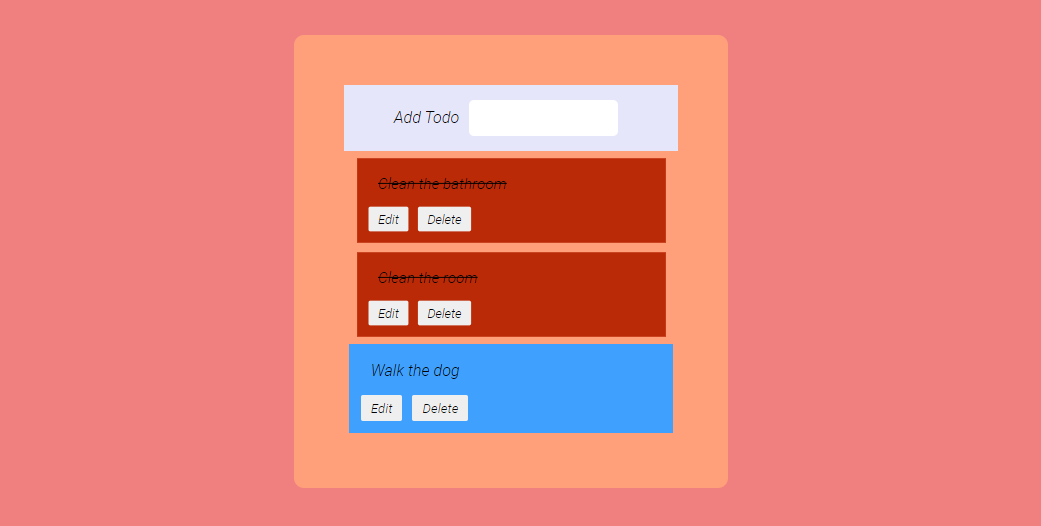 Add Todo
Clean the bathroom
Edit Delete
Clean the room
Edit Delete
Walk the dog
Edit Delete